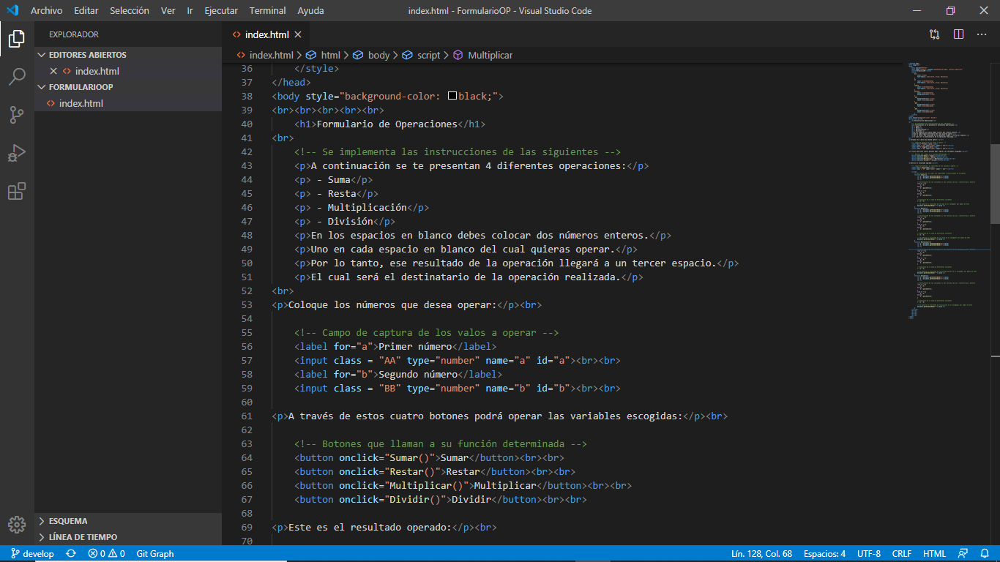 Archivo Editar Selección Ver Ir Ejecutar Terminal Ayuda index.html - FormularioOP - Visual Studio Code
EXPLORADOR
EDITORES ABIERTOS
index.html
FORMULARIOOP
index.html
ESQUEMA
LÍNEA DE TIEMPO
index.html
index.html > html > body > script > Multiplicar
36     </style>
37 </head>
38 <body style="background-color: black;">
39 <br><br><br><br><br>
40     <h1>Formulario de Operaciones</h1>
41 <br>
42     <!-- Se implementa las instrucciones de las siguientes -->
43     <p>A continuación se te presentan 4 diferentes operaciones:</p>
44     <p> - Suma</p>
45     <p> - Resta</p>
46     <p> - Multiplicación</p>
47     <p> - División</p>
48     <p>En los espacios en blanco debes colocar dos números enteros.</p>
49     <p>Uno en cada espacio en blanco del cual quieras operar.</p>
50     <p>Por lo tanto, ese resultado de la operación llegará a un tercer espacio.</p>
51     <p>El cual será el destinatario de la operación realizada.</p>
52 <br>
53 <p>Coloque los números que desea operar:</p><br>
54
55     <!-- Campo de captura de los valos a operar -->
56     <label for="a">Primer número</label>
57     <input class = "AA" type="number" name="a" id="a"><br><br>
58     <label for="b">Segundo número</label>
59     <input class = "BB" type="number" name="b" id="b"><br><br>
60
61 <p>A través de estos cuatro botones podrá operar las variables escogidas:</p><br>
62
63     <!-- Botones que llaman a su función determinada -->
64     <button onclick="Sumar()">Sumar</button><br><br>
65     <button onclick="Restar()">Restar</button><br><br>
66     <button onclick="Multiplicar()">Multiplicar</button><br><br>
67     <button onclick="Dividir()">Dividir</button><br><br>
68
69 <p>Este es el resultado operado:</p><br>
70
develop 0 0 Git Graph Lín. 128, Col. 68 Espacios: 4 UTF-8 CRLF HTML